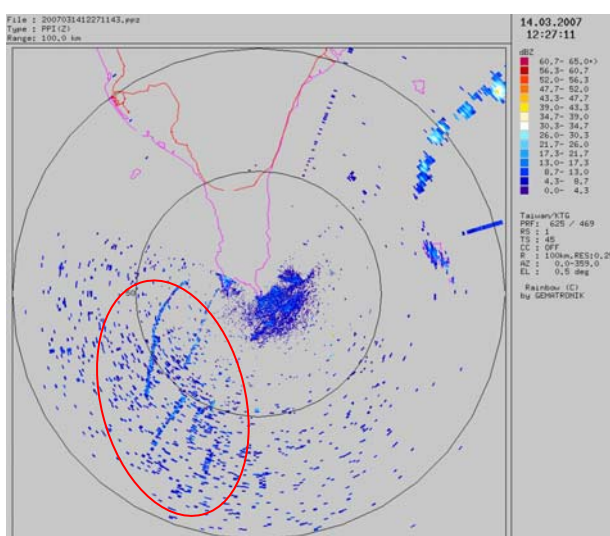 File : 2007031412271143.ppz
Type : PPI(Z)
Range: 100.0 km
14.03.2007
12:27:11
dBZ
60.7- 65.0<)
56.3- 60.7
52.0- 56.3
47.7- 52.0
43.3- 47.7
39.0- 43.3
34.7- 39.0
30.3- 34.7
26.0- 30.3
21.7- 26.0
17.3- 21.7
13.0- 17.3
8.7- 13.0
4.3- 8.7
0.0- 4.3
Taiwan/KTG
PRF: 625 / 469
RS : 1
TS : 45
CC : OFF
R : 100km,RES:0,25
AZ : 0.0-359.0
EL : 0.5 deg
Rainbow (C)
by GEMATRONIK
50